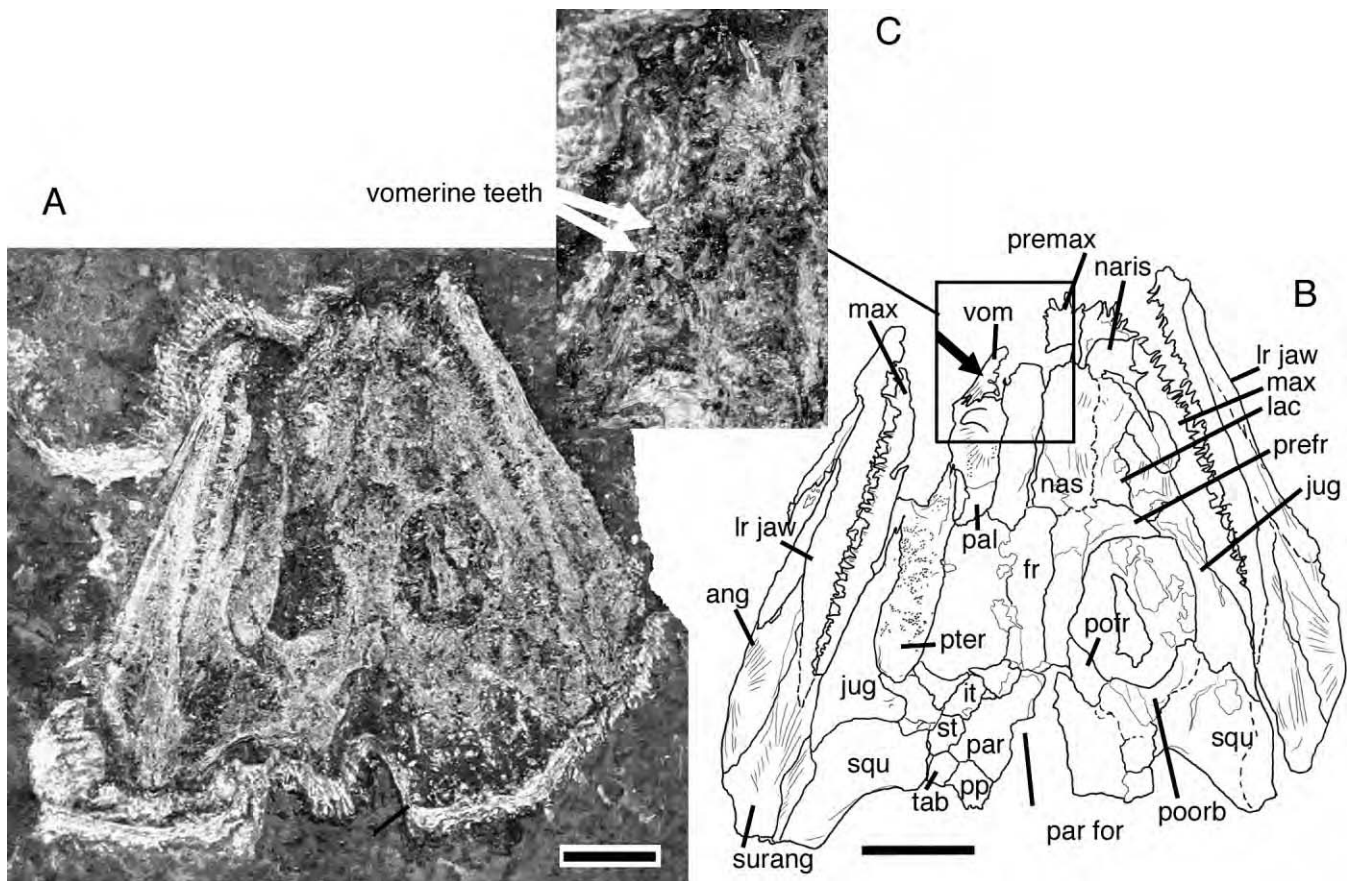 C
A
vomerine teeth
premax
naris
B
max
vom
lr jaw
max
lac
prefr
jug
nas
lr jaw
pal
fr
ang
pofr
pter
jug
it
st
par
squ
squ
tab
pp
par for
poorb
surang